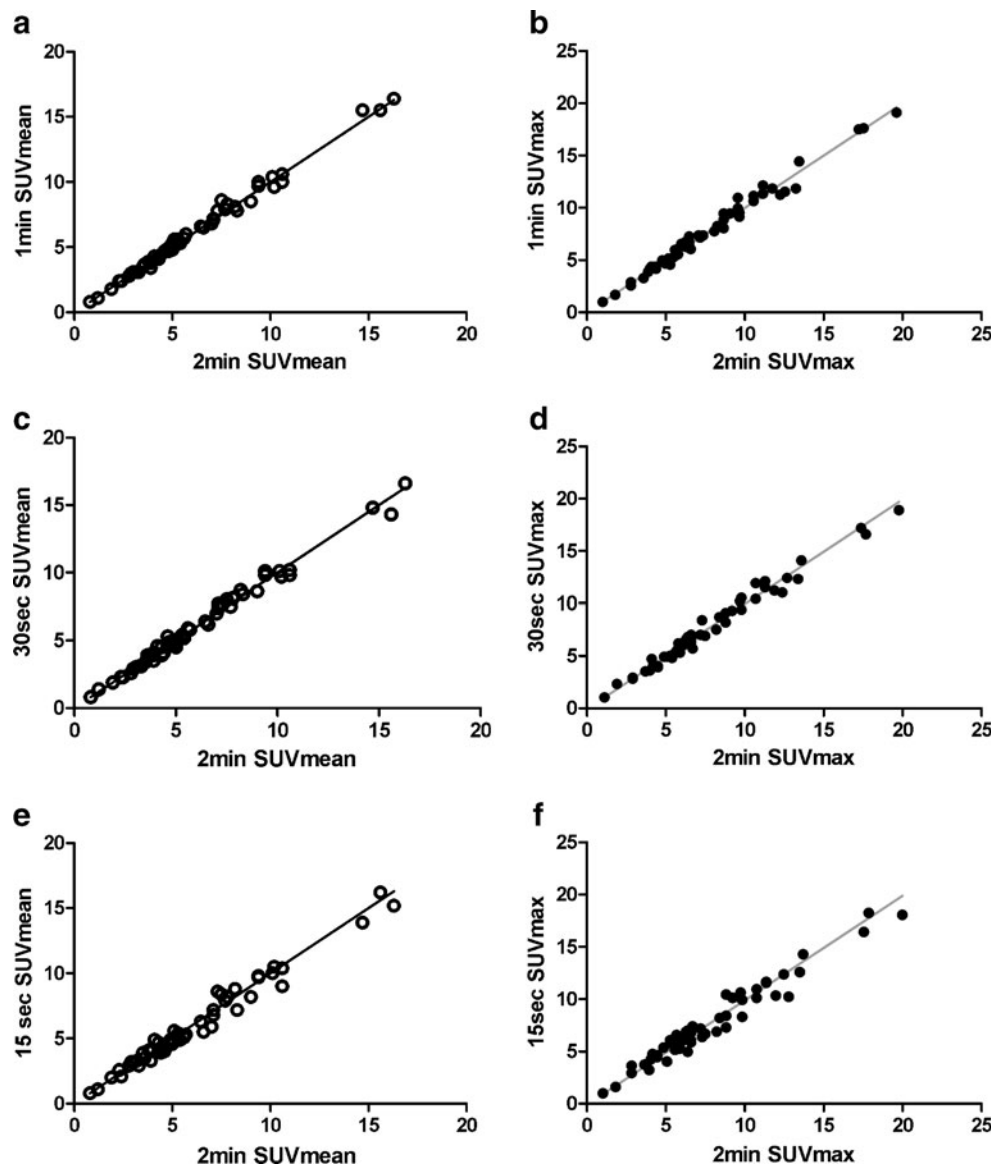 a
20
15
10
5
0
1min SUVmean
0 5 10 15 20
2min SUVmean
b
25
20
15
10
5
0
1min SUVmax
0 5 10 15 20 25
2min SUVmax
c
20
15
10
5
0
30sec SUVmean
0 5 10 15 20
2min SUVmean
d
25
20
15
10
5
0
30sec SUVmax
0 5 10 15 20 25
2min SUVmax
e
20
15
10
5
0
15 sec SUVmean
0 5 10 15 20
2min SUVmean
f
25
20
15
10
5
0
15sec SUVmax
0 5 10 15 20 25
2min SUVmax